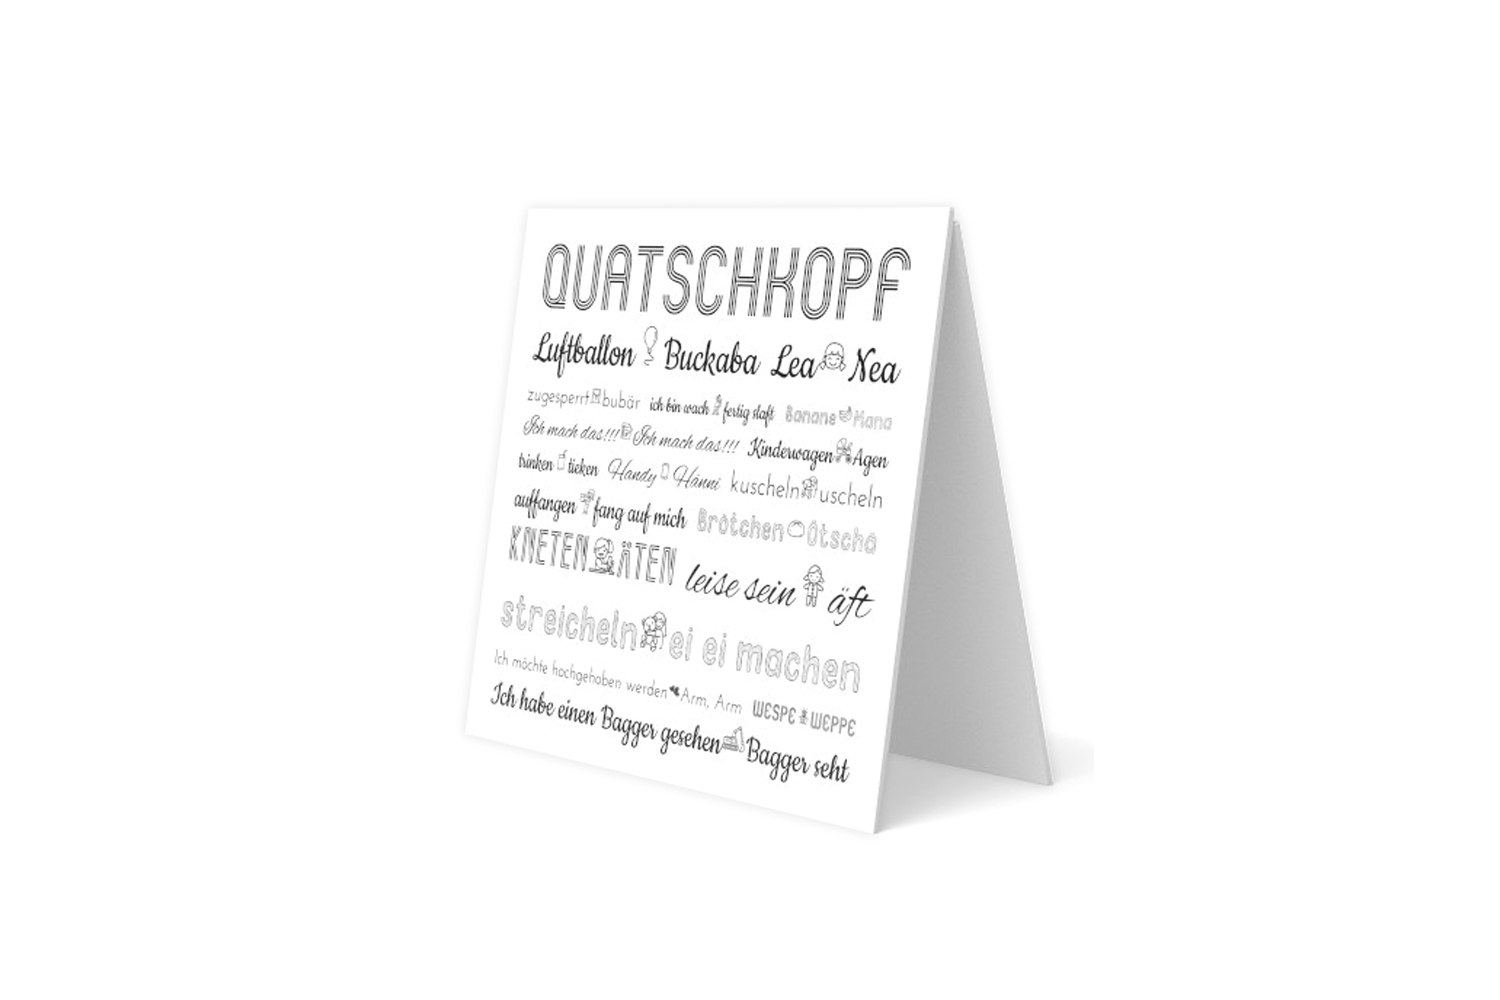 QUATSCHKOPF
Luftballon Buckaba Lea Nea
zugesperrt bubär ich bin wach fertig slaft Banane Mana
Ich mach das!!! Ich mach das!!! Kinderwagen Agen
trinken tieken Handy Hänni kuscheln uscheln
auffangen fang auf mich Brötchen Ötscha
KNETEN ÄTEN leise sein äft
streicheln ei ei machen
Ich möchte hochgehoben werden Arm, Arm WESPE WEPPE
Ich habe einen Bagger gesehen Bagger seht